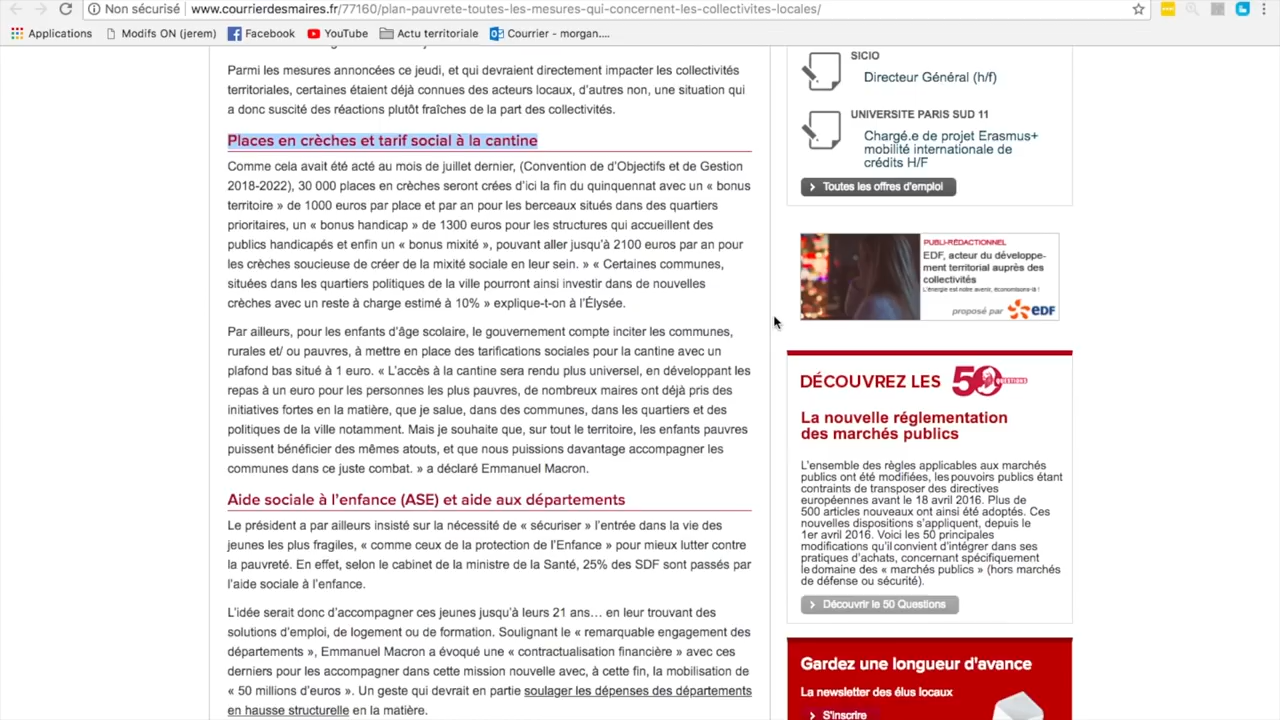 Non sécurisé
www.courrierdesmaires.fr/77160/plan-pauvrete-toutes-les-mesures-qui-concernent-les-collectivites-locales/
Applications
Modifs ON (jerem)
Facebook
YouTube
Actu territoriale
Courrier - morgan....
Parmi les mesures annoncées ce jeudi, et qui devraient directement impacter les collectivités
territoriales, certaines étaient déjà connues des acteurs locaux, d'autres non, une situation qui
a donc suscité des réactions plutôt fraîches de la part des collectivités.
Places en crèches et tarif social à la cantine
Comme cela avait été acté au mois de juillet dernier, (Convention de d'Objectifs et de Gestion
2018-2022), 30 000 places en crèches seront crées d'ici la fin du quinquennat avec un « bonus
territoire » de 1000 euros par place et par an pour les berceaux situés dans des quartiers
prioritaires, un « bonus handicap » de 1300 euros pour les structures qui accueillent des
publics handicapés et enfin un « bonus mixité », pouvant aller jusqu'à 2100 euros par an pour
les crèches soucieuse de créer de la mixité sociale en leur sein. » « Certaines communes,
situées dans les quartiers politiques de la ville pourront ainsi investir dans de nouvelles
crèches avec un reste à charge estimé à 10% » explique-t-on à l'Élysée.
Par ailleurs, pour les enfants d'âge scolaire, le gouvernement compte inciter les communes,
rurales et/ ou pauvres, à mettre en place des tarifications sociales pour la cantine avec un
plafond bas situé à 1 euro. « L'accès à la cantine sera rendu plus universel, en développant les
repas à un euro pour les personnes les plus pauvres, de nombreux maires ont déjà pris des
initiatives fortes en la matière, que je salue, dans des communes, dans les quartiers et des
politiques de la ville notamment. Mais je souhaite que, sur tout le territoire, les enfants pauvres
puissent bénéficier des mêmes atouts, et que nous puissions davantage accompagner les
communes dans ce juste combat. » a déclaré Emmanuel Macron.
Aide sociale à l'enfance (ASE) et aide aux départements
Le président a par ailleurs insisté sur la nécessité de « sécuriser » l'entrée dans la vie des
jeunes les plus fragiles, « comme ceux de la protection de l'Enfance » pour mieux lutter contre
la pauvreté. En effet, selon le cabinet de la ministre de la Santé, 25% des SDF sont passés par
l'aide sociale à l'enfance.
L'idée serait donc d'accompagner ces jeunes jusqu'à leurs 21 ans… en leur trouvant des
solutions d'emploi, de logement ou de formation. Soulignant le « remarquable engagement des
départements », Emmanuel Macron a évoqué une « contractualisation financière » avec ces
derniers pour les accompagner dans cette mission nouvelle avec, à cette fin, la mobilisation de
« 50 millions d'euros ». Un geste qui devrait en partie soulager les dépenses des départements
en hausse structurelle en la matière.
SICIO
Directeur Général (h/f)
UNIVERSITE PARIS SUD 11
Chargé.e de projet Erasmus+
mobilité internationale de
crédits H/F
Toutes les offres d'emploi
PUBLI-RÉDACTIONNEL
EDF, acteur du développe-
ment territorial auprès des
collectivités
L'énergie est notre avenir, économisons-là !
proposé par eDF
DÉCOUVREZ LES 50 QUESTIONS
La nouvelle réglementation
des marchés publics
L'ensemble des règles applicables aux marchés
publics ont été modifiées, les pouvoirs publics étant
contraints de transposer des directives
européennes avant le 18 avril 2016. Plus de
500 articles nouveaux ont ainsi été adoptés. Ces
nouvelles dispositions s'appliquent, depuis le
1er avril 2016. Voici les 50 principales
modifications qu'il convient d'intégrer dans ses
pratiques d'achats, concernant spécifiquement
le domaine des « marchés publics » (hors marchés
de défense ou sécurité).
Découvrir le 50 Questions
Gardez une longueur d'avance
La newsletter des élus locaux
S'inscrire